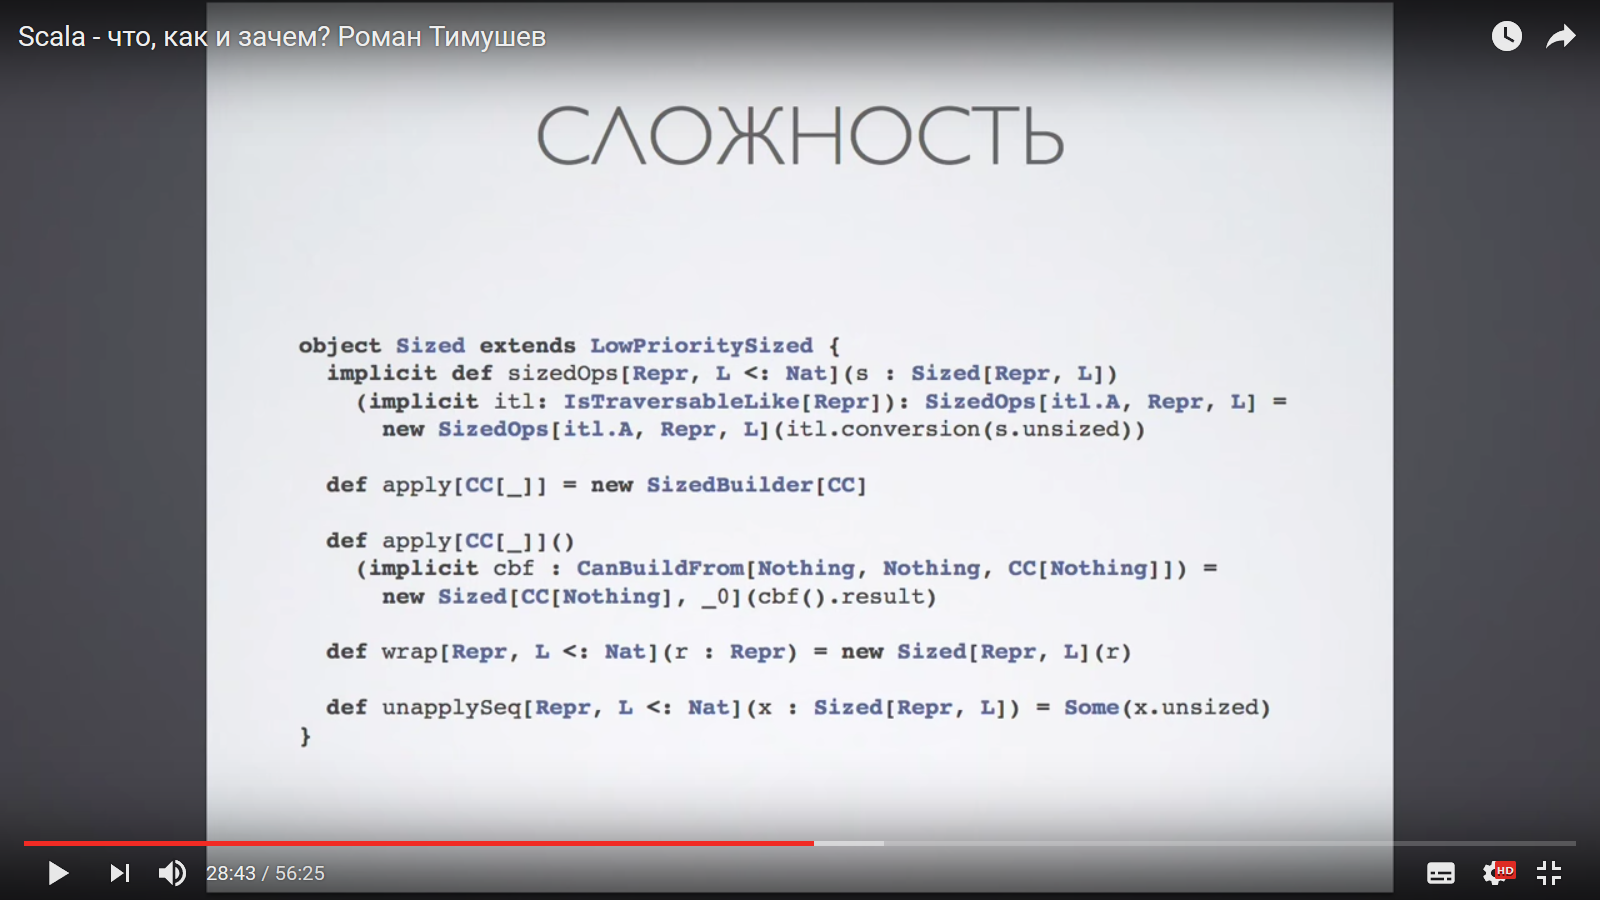 Scala - что, как и зачем? Роман Тимушев
СЛОЖНОСТЬ
object Sized extends LowPrioritySized {
  implicit def sizedOps[Repr, L <: Nat](s : Sized[Repr, L])
    (implicit itl: IsTraversableLike[Repr]): SizedOps[itl.A, Repr, L] =
      new SizedOps[itl.A, Repr, L](itl.conversion(s.unsized))
  def apply[CC[_]] = new SizedBuilder[CC]
  def apply[CC[_]]()
    (implicit cbf : CanBuildFrom[Nothing, Nothing, CC[Nothing]]) =
      new Sized[CC[Nothing], _0](cbf().result)
  def wrap[Repr, L <: Nat](r : Repr) = new Sized[Repr, L](r)
  def unapplySeq[Repr, L <: Nat](x : Sized[Repr, L]) = Some(x.unsized)
}
28:43 / 56:25
HD